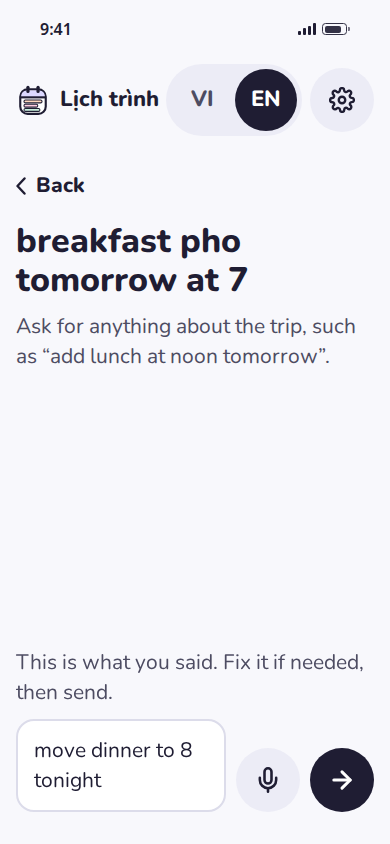 9:41
Lịch trình
VI
EN
Back
breakfast pho
tomorrow at 7
Ask for anything about the trip, such
as “add lunch at noon tomorrow”.
This is what you said. Fix it if needed,
then send.
move dinner to 8
tonight